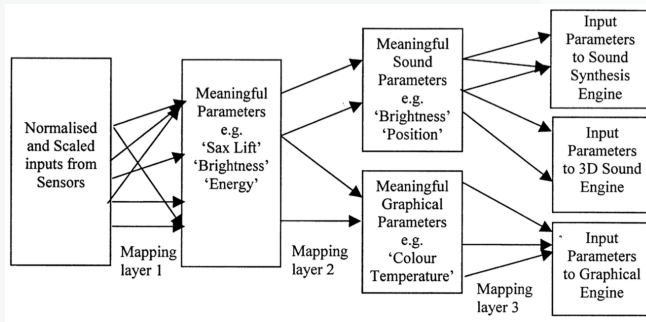 Normalised
and Scaled
inputs from
Sensors
Mapping
layer 1
Meaningful
Parameters
e.g.
‘Sax Lift’
‘Brightness’
‘Energy’
Mapping
layer 2
Meaningful
Sound
Parameters
e.g.
‘Brightness’
‘Position’
Meaningful
Graphical
Parameters
e.g.
‘Colour
Temperature’
Mapping
layer 3
Input
Parameters
to Sound
Synthesis
Engine
Input
Parameters
to 3D Sound
Engine
Input
Parameters
to Graphical
Engine